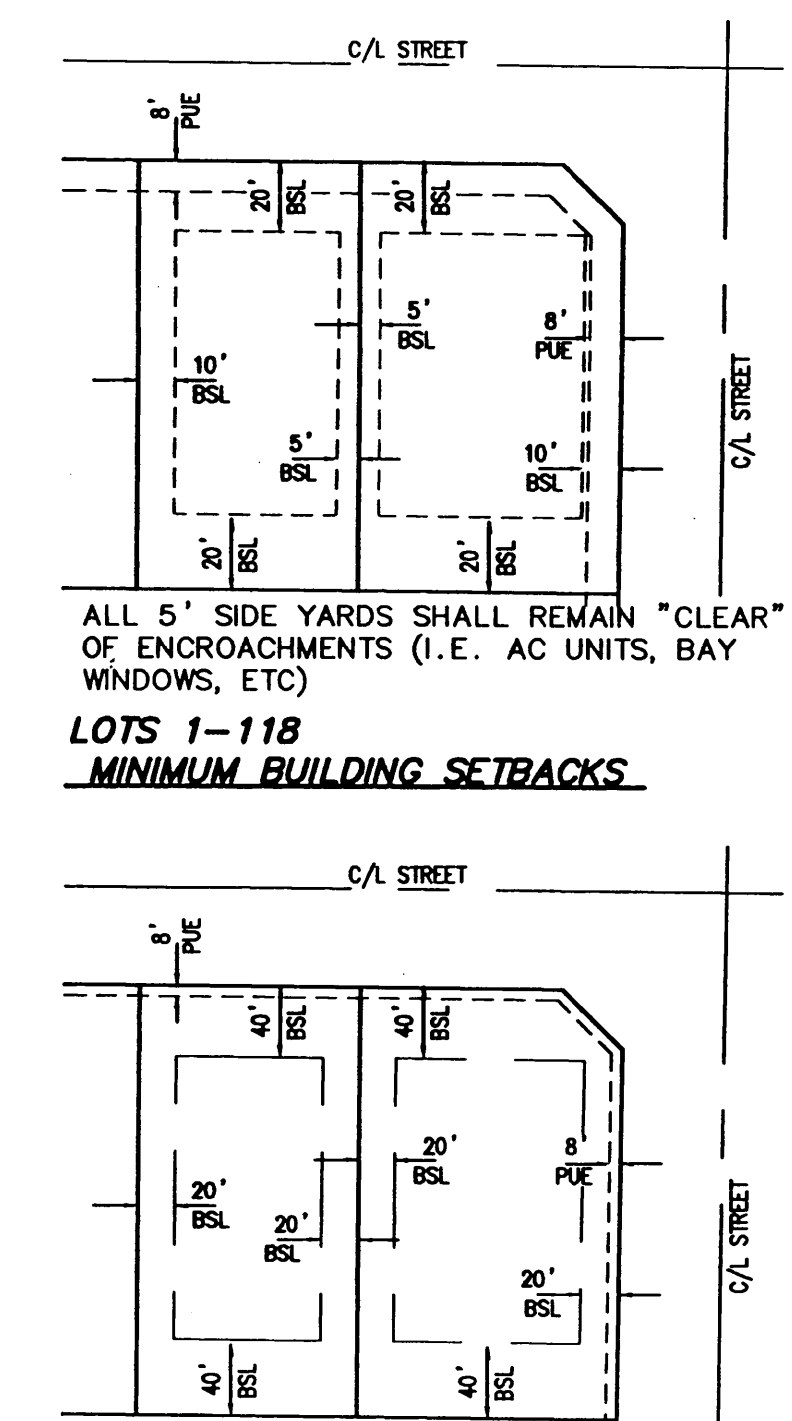 C/L STREET
8'
PUE
20'
BSL
20'
BSL
5'
BSL
8'
PUE
10'
BSL
C/L STREET
5'
BSL
10'
BSL
20'
BSL
20'
BSL
ALL 5' SIDE YARDS SHALL REMAIN "CLEAR"
OF ENCROACHMENTS (I.E. AC UNITS, BAY
WINDOWS, ETC)
LOTS 1-118
MINIMUM BUILDING SETBACKS
C/L STREET
8'
PUE
40'
BSL
40'
BSL
20'
BSL
8'
PUE
20'
BSL
20'
BSL
C/L STREET
20'
BSL
40'
BSL
40'
BSL